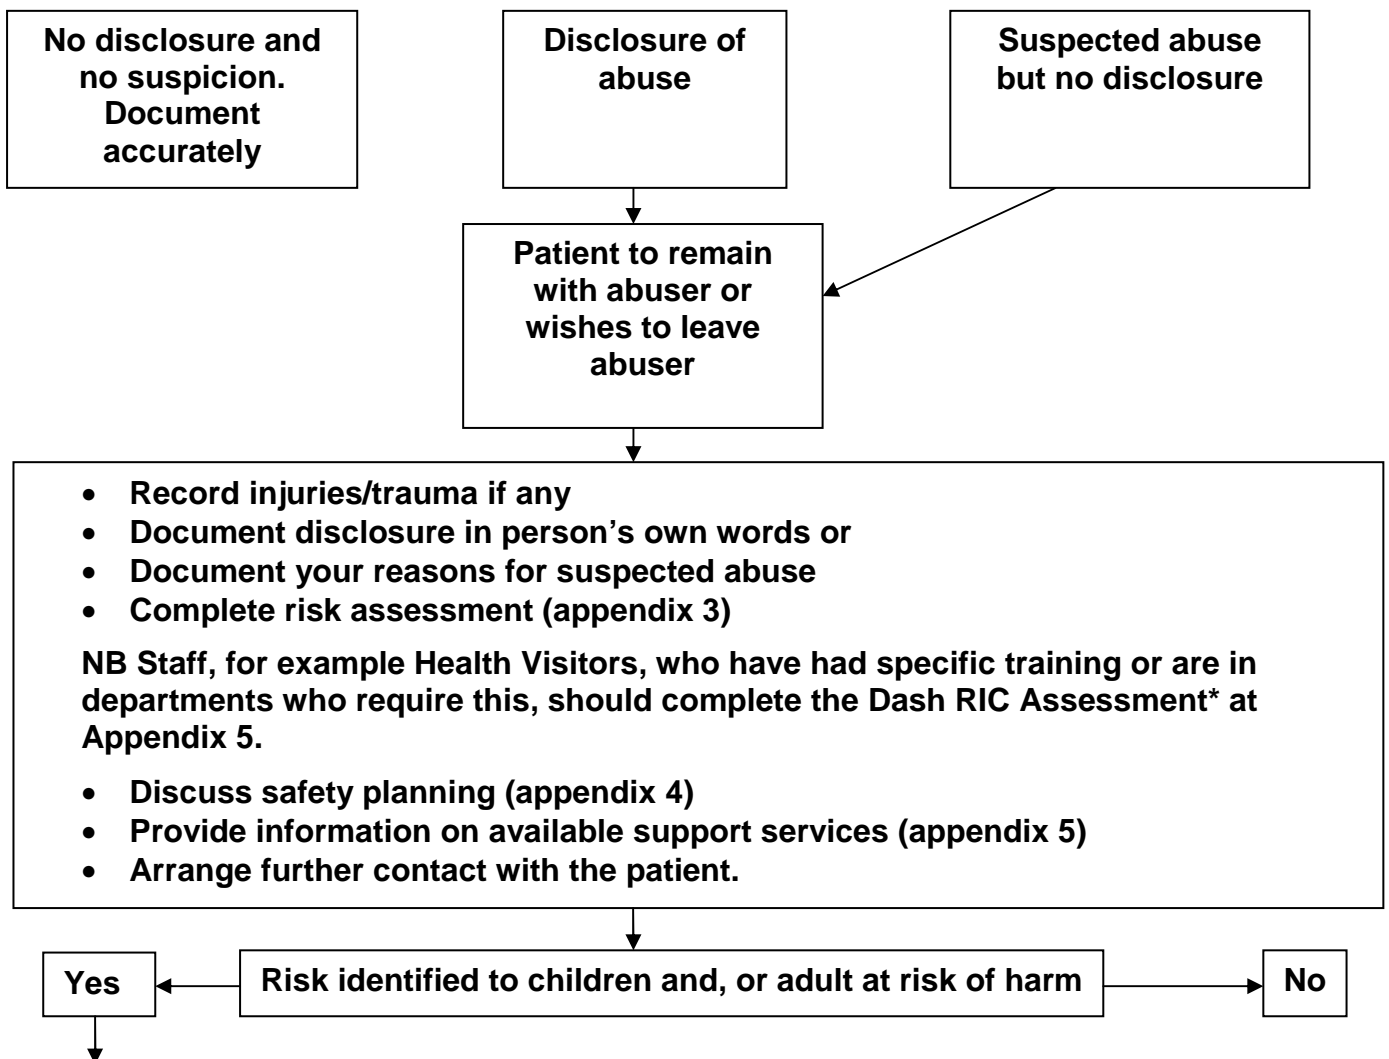 No disclosure and
no suspicion.
Document
accurately
Disclosure of
abuse
Suspected abuse
but no disclosure
Patient to remain
with abuser or
wishes to leave
abuser
• Record injuries/trauma if any
• Document disclosure in person’s own words or
• Document your reasons for suspected abuse
• Complete risk assessment (appendix 3)
NB Staff, for example Health Visitors, who have had specific training or are in
departments who require this, should complete the Dash RIC Assessment* at
Appendix 5.
• Discuss safety planning (appendix 4)
• Provide information on available support services (appendix 5)
• Arrange further contact with the patient.
Yes
Risk identified to children and, or adult at risk of harm
No